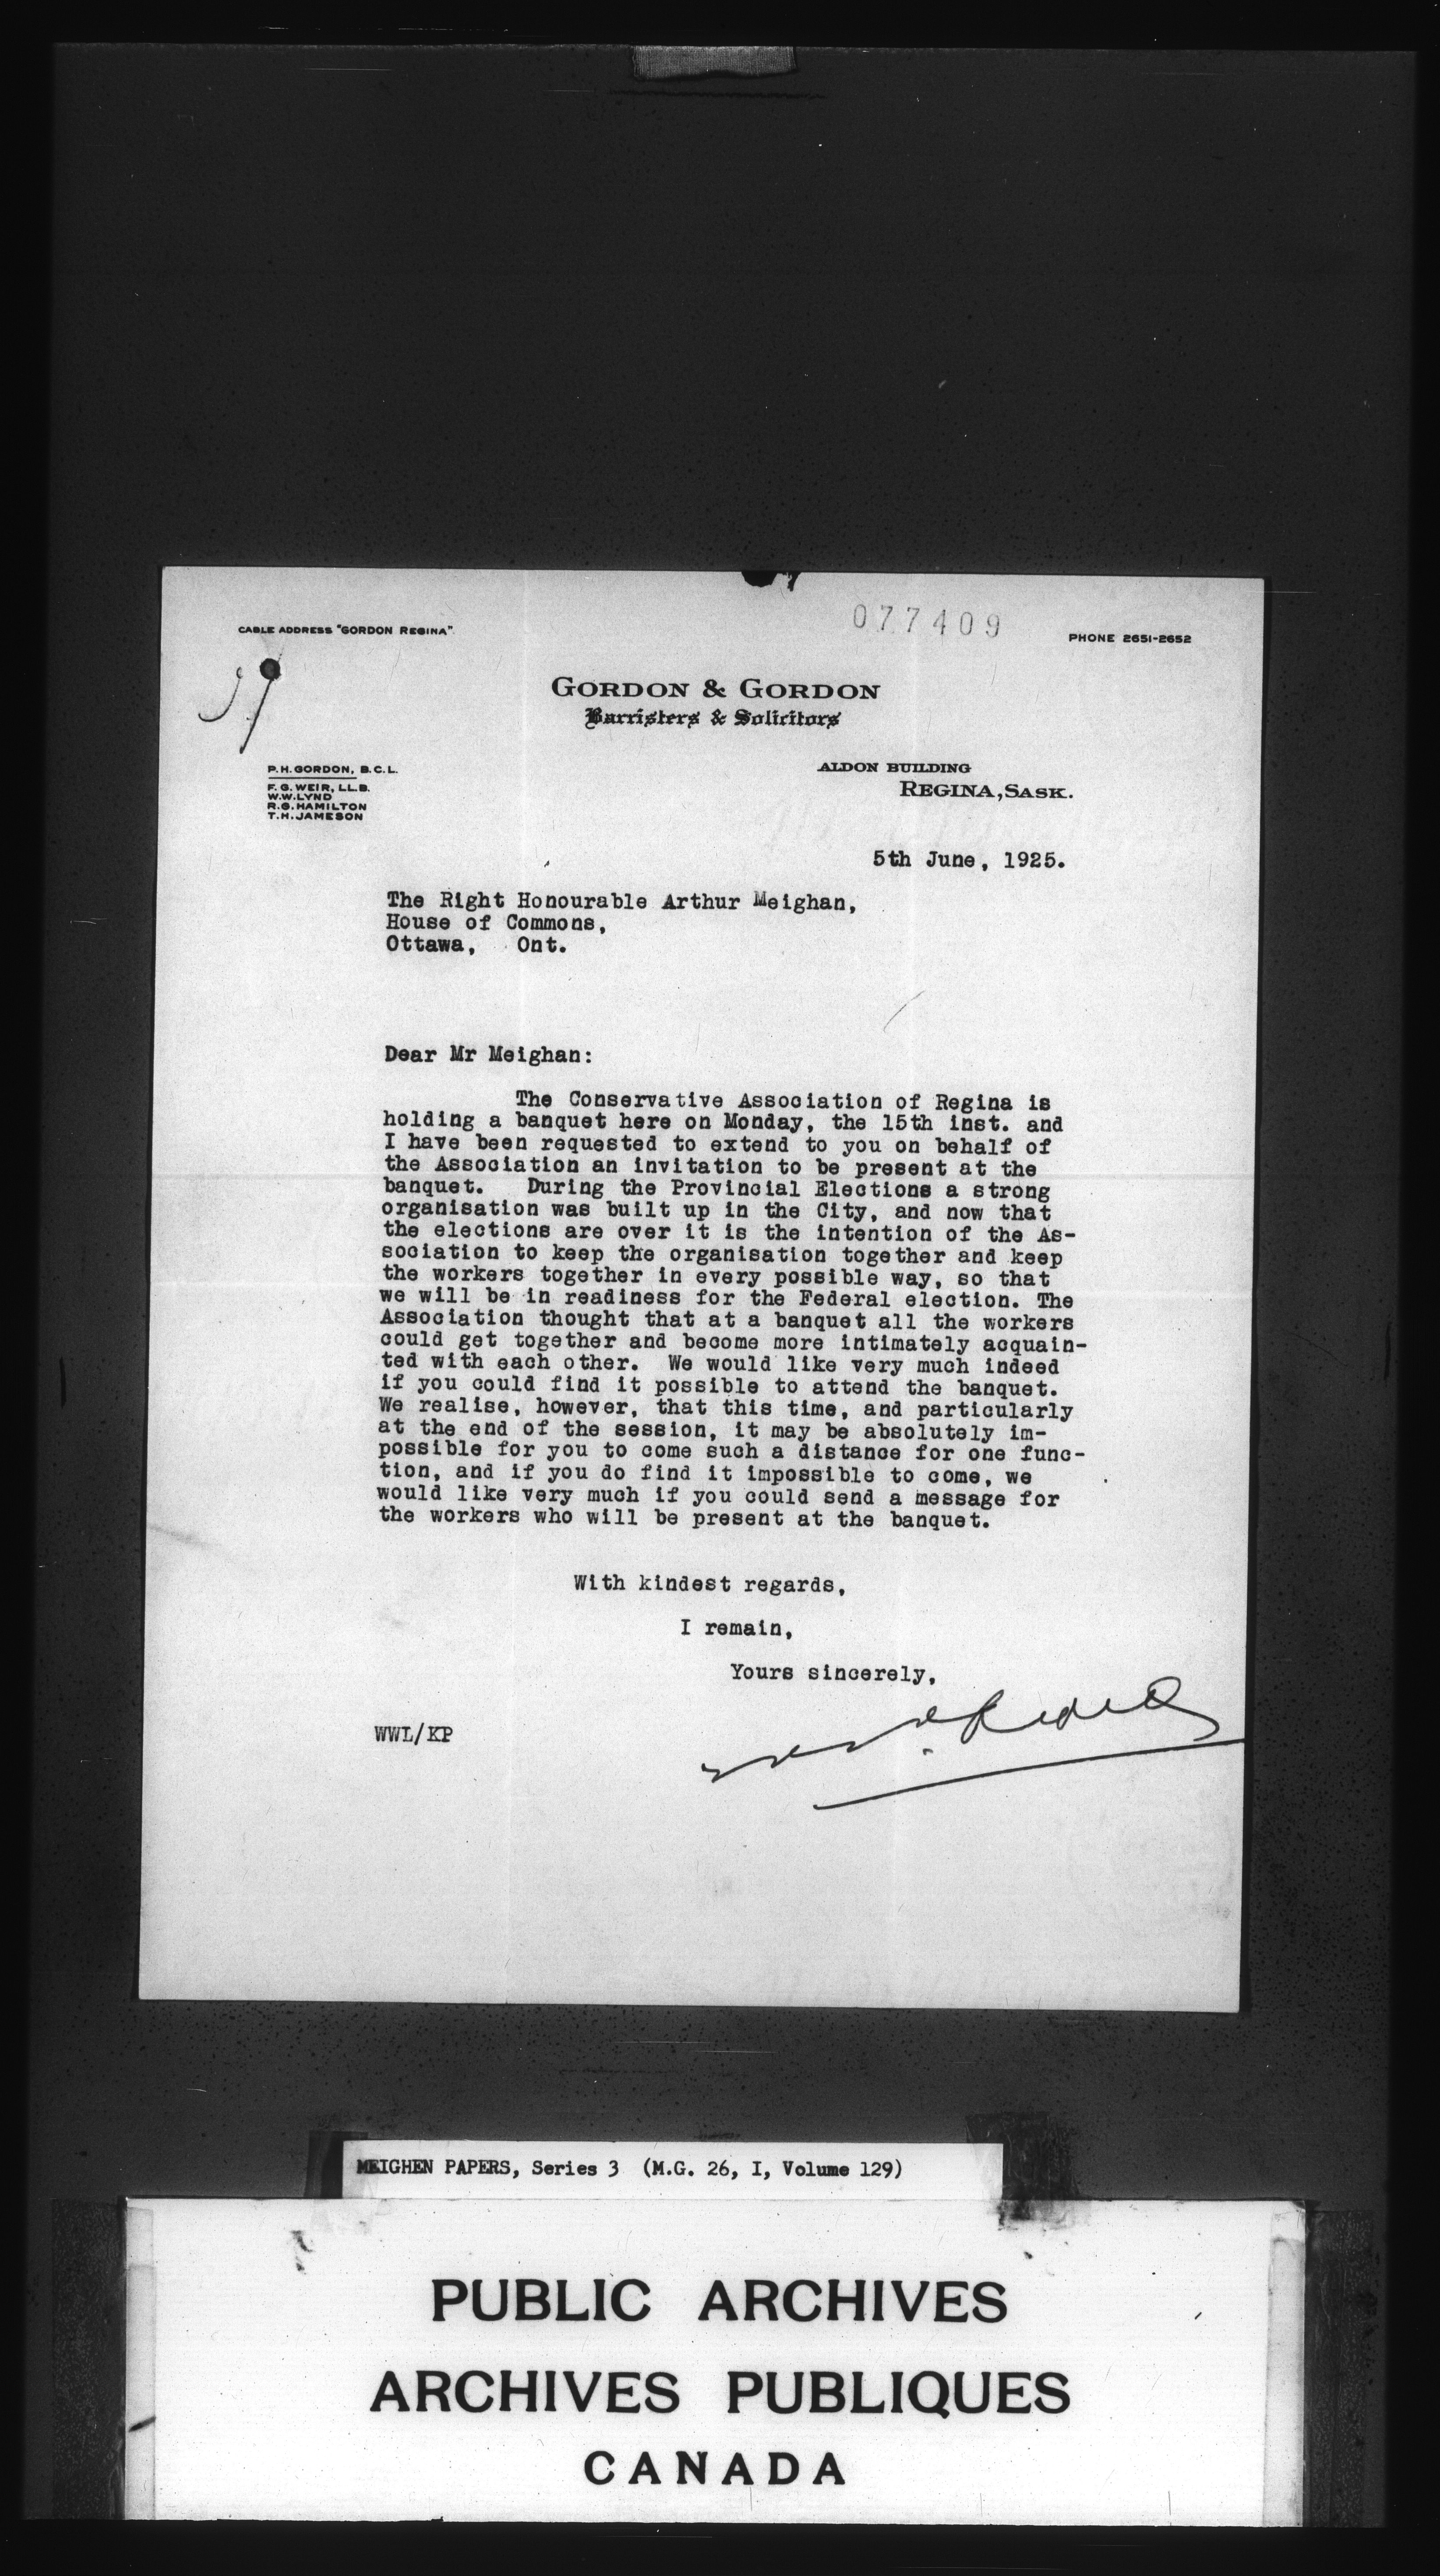 077409
CABLE ADDRESS "GORDON REGINA"
PHONE 2651-2652
GORDON & GORDON
Barristers & Solicitors
P.H. GORDON, B.C.L.
F.G. WEIR, LL.B.
W.W. LYND
R.G. HAMILTON
T.H. JAMESON
ALDON BUILDING
REGINA, SASK.
5th June, 1925.
The Right Honourable Arthur Meighan,
House of Commons,
Ottawa, Ont.
Dear Mr Meighan:
The Conservative Association of Regina is
holding a banquet here on Monday, the 15th inst. and
I have been requested to extend to you on behalf of
the Association an invitation to be present at the
banquet. During the Provincial Elections a strong
organisation was built up in the City, and now that
the elections are over it is the intention of the As-
sociation to keep the organisation together and keep
the workers together in every possible way, so that
we will be in readiness for the Federal election. The
Association thought that at a banquet all the workers
could get together and become more intimately acquain-
ted with each other. We would like very much indeed
if you could find it possible to attend the banquet.
We realise, however, that this time, and particularly
at the end of the session, it may be absolutely im-
possible for you to come such a distance for one func-
tion, and if you do find it impossible to come, we
would like very much if you could send a message for
the workers who will be present at the banquet.
With kindest regards,
I remain,
Yours sincerely,
WWL/KP
MEIGHEN PAPERS, Series 3 (M.G. 26, I, Volume 129)
PUBLIC ARCHIVES
ARCHIVES PUBLIQUES
CANADA